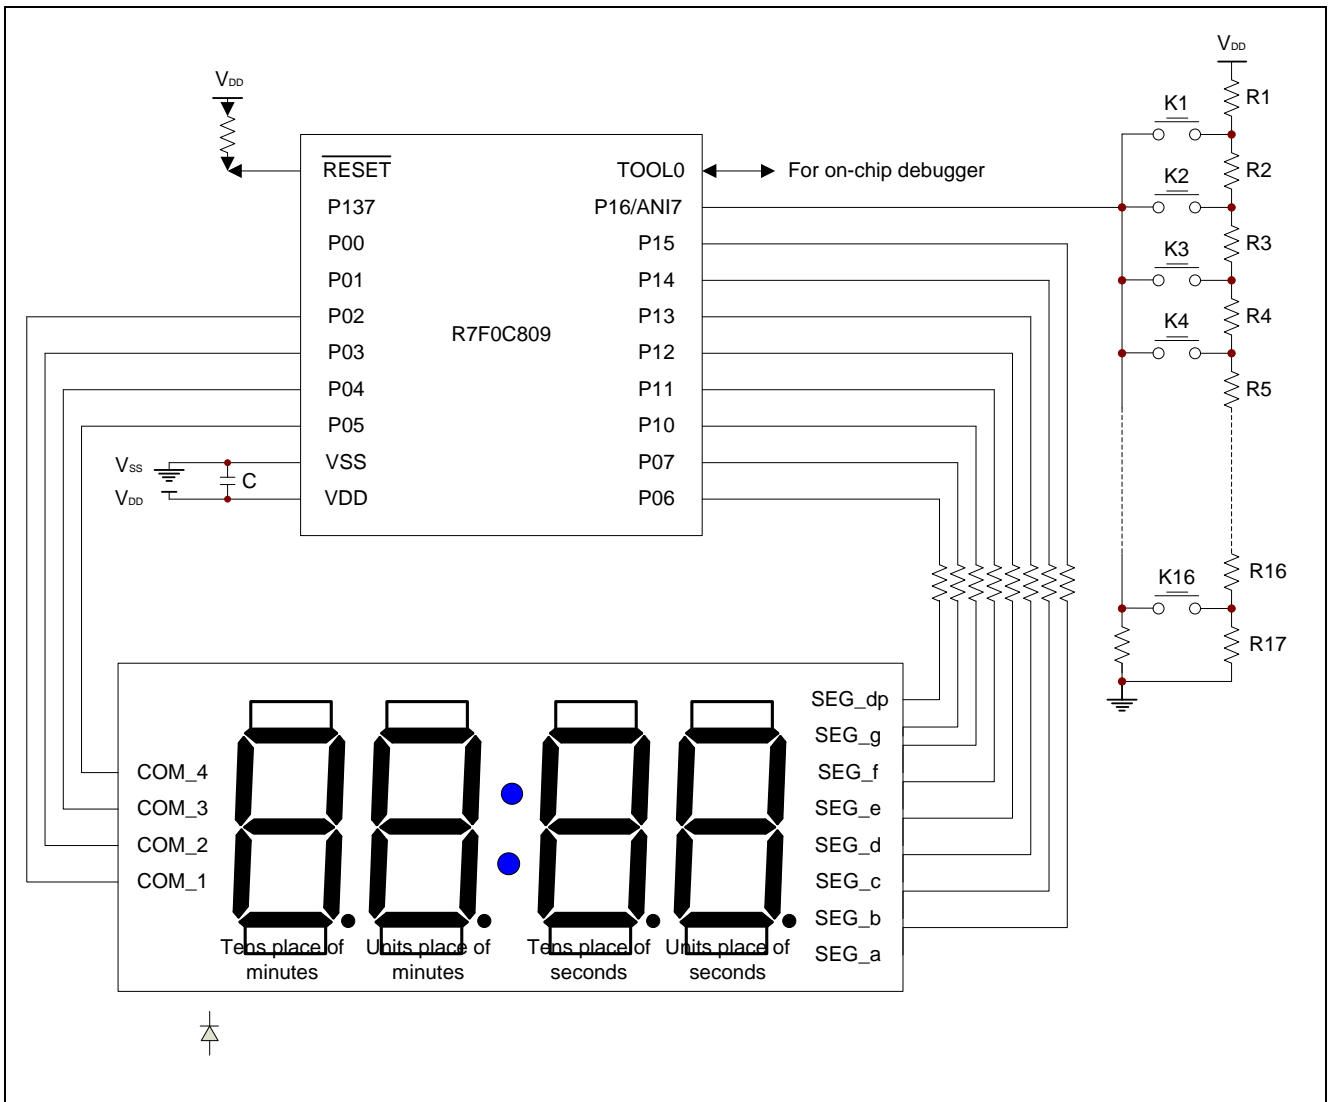 VDD
VDD
R1
K1
RESET
TOOL0
For on-chip debugger
K2
R2
P137
P16/ANI7
P00
P15
K3
R3
P01
P14
P02
P13
K4
R4
R7F0C809
P03
P12
P04
P11
R5
P05
P10
VSS
VSS
P07
C
VDD
VDD
P06
K16
R16
R17
SEG_dp
SEG_g
COM_4
SEG_f
COM_3
SEG_e
COM_2
SEG_d
COM_1
SEG_c
SEG_b
Tens place of
minutes
Units place of
minutes
Tens place of
seconds
Units place of
seconds
SEG_a